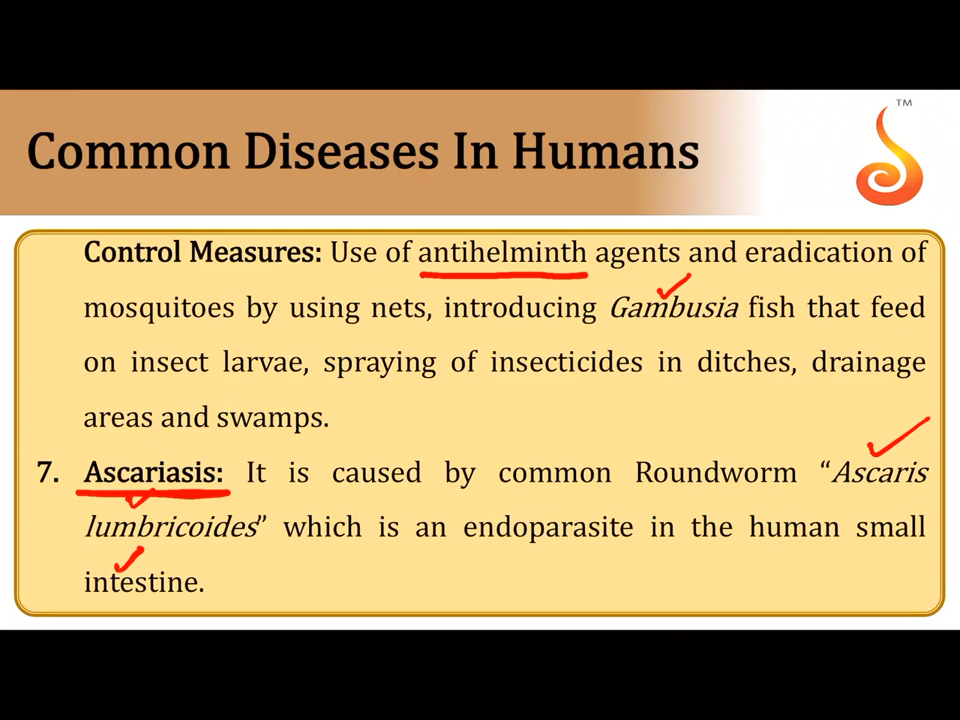 TM
Common Diseases In Humans
Control Measures: Use of antihelminth agents and eradication of
mosquitoes by using nets, introducing Gambusia fish that feed
on insect larvae, spraying of insecticides in ditches, drainage
areas and swamps.
7. Ascariasis: It is caused by common Roundworm “Ascaris
lumbricoides” which is an endoparasite in the human small
intestine.